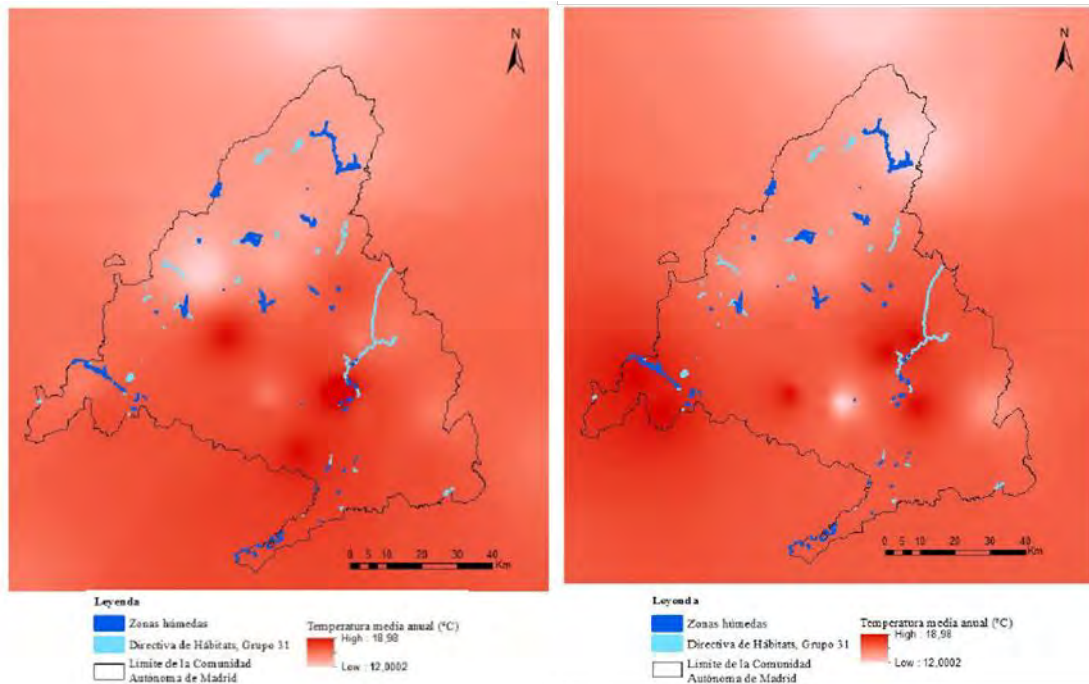 N
0 5 10 20 30 40
Km
Leyenda
Zonas húmedas
Directiva de Hábitats, Grupo 31
Limite de la Comunidad
Autónoma de Madrid
Temperatura media anual (°C)
High : 18,98
Low : 12,0002
N
0 5 10 20 30 40
Km
Leyenda
Zonas húmedas
Directiva de Hábitats, Grupo 31
Limite de la Comunidad
Autónoma de Madrid
Temperatura media anual (°C)
High : 18,98
Low : 12,0002